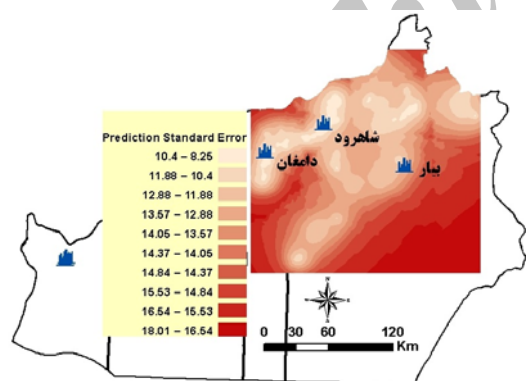 Prediction Standard Error
10.4 – 8.25
11.88 – 10.4
12.88 – 11.88
13.57 – 12.88
14.05 – 13.57
14.37 – 14.05
14.84 – 14.37
15.53 – 14.84
16.54 – 15.53
18.01 – 16.54
شاهرود
دامغان
بیار
N
W E
S
0 30 60 120
Km